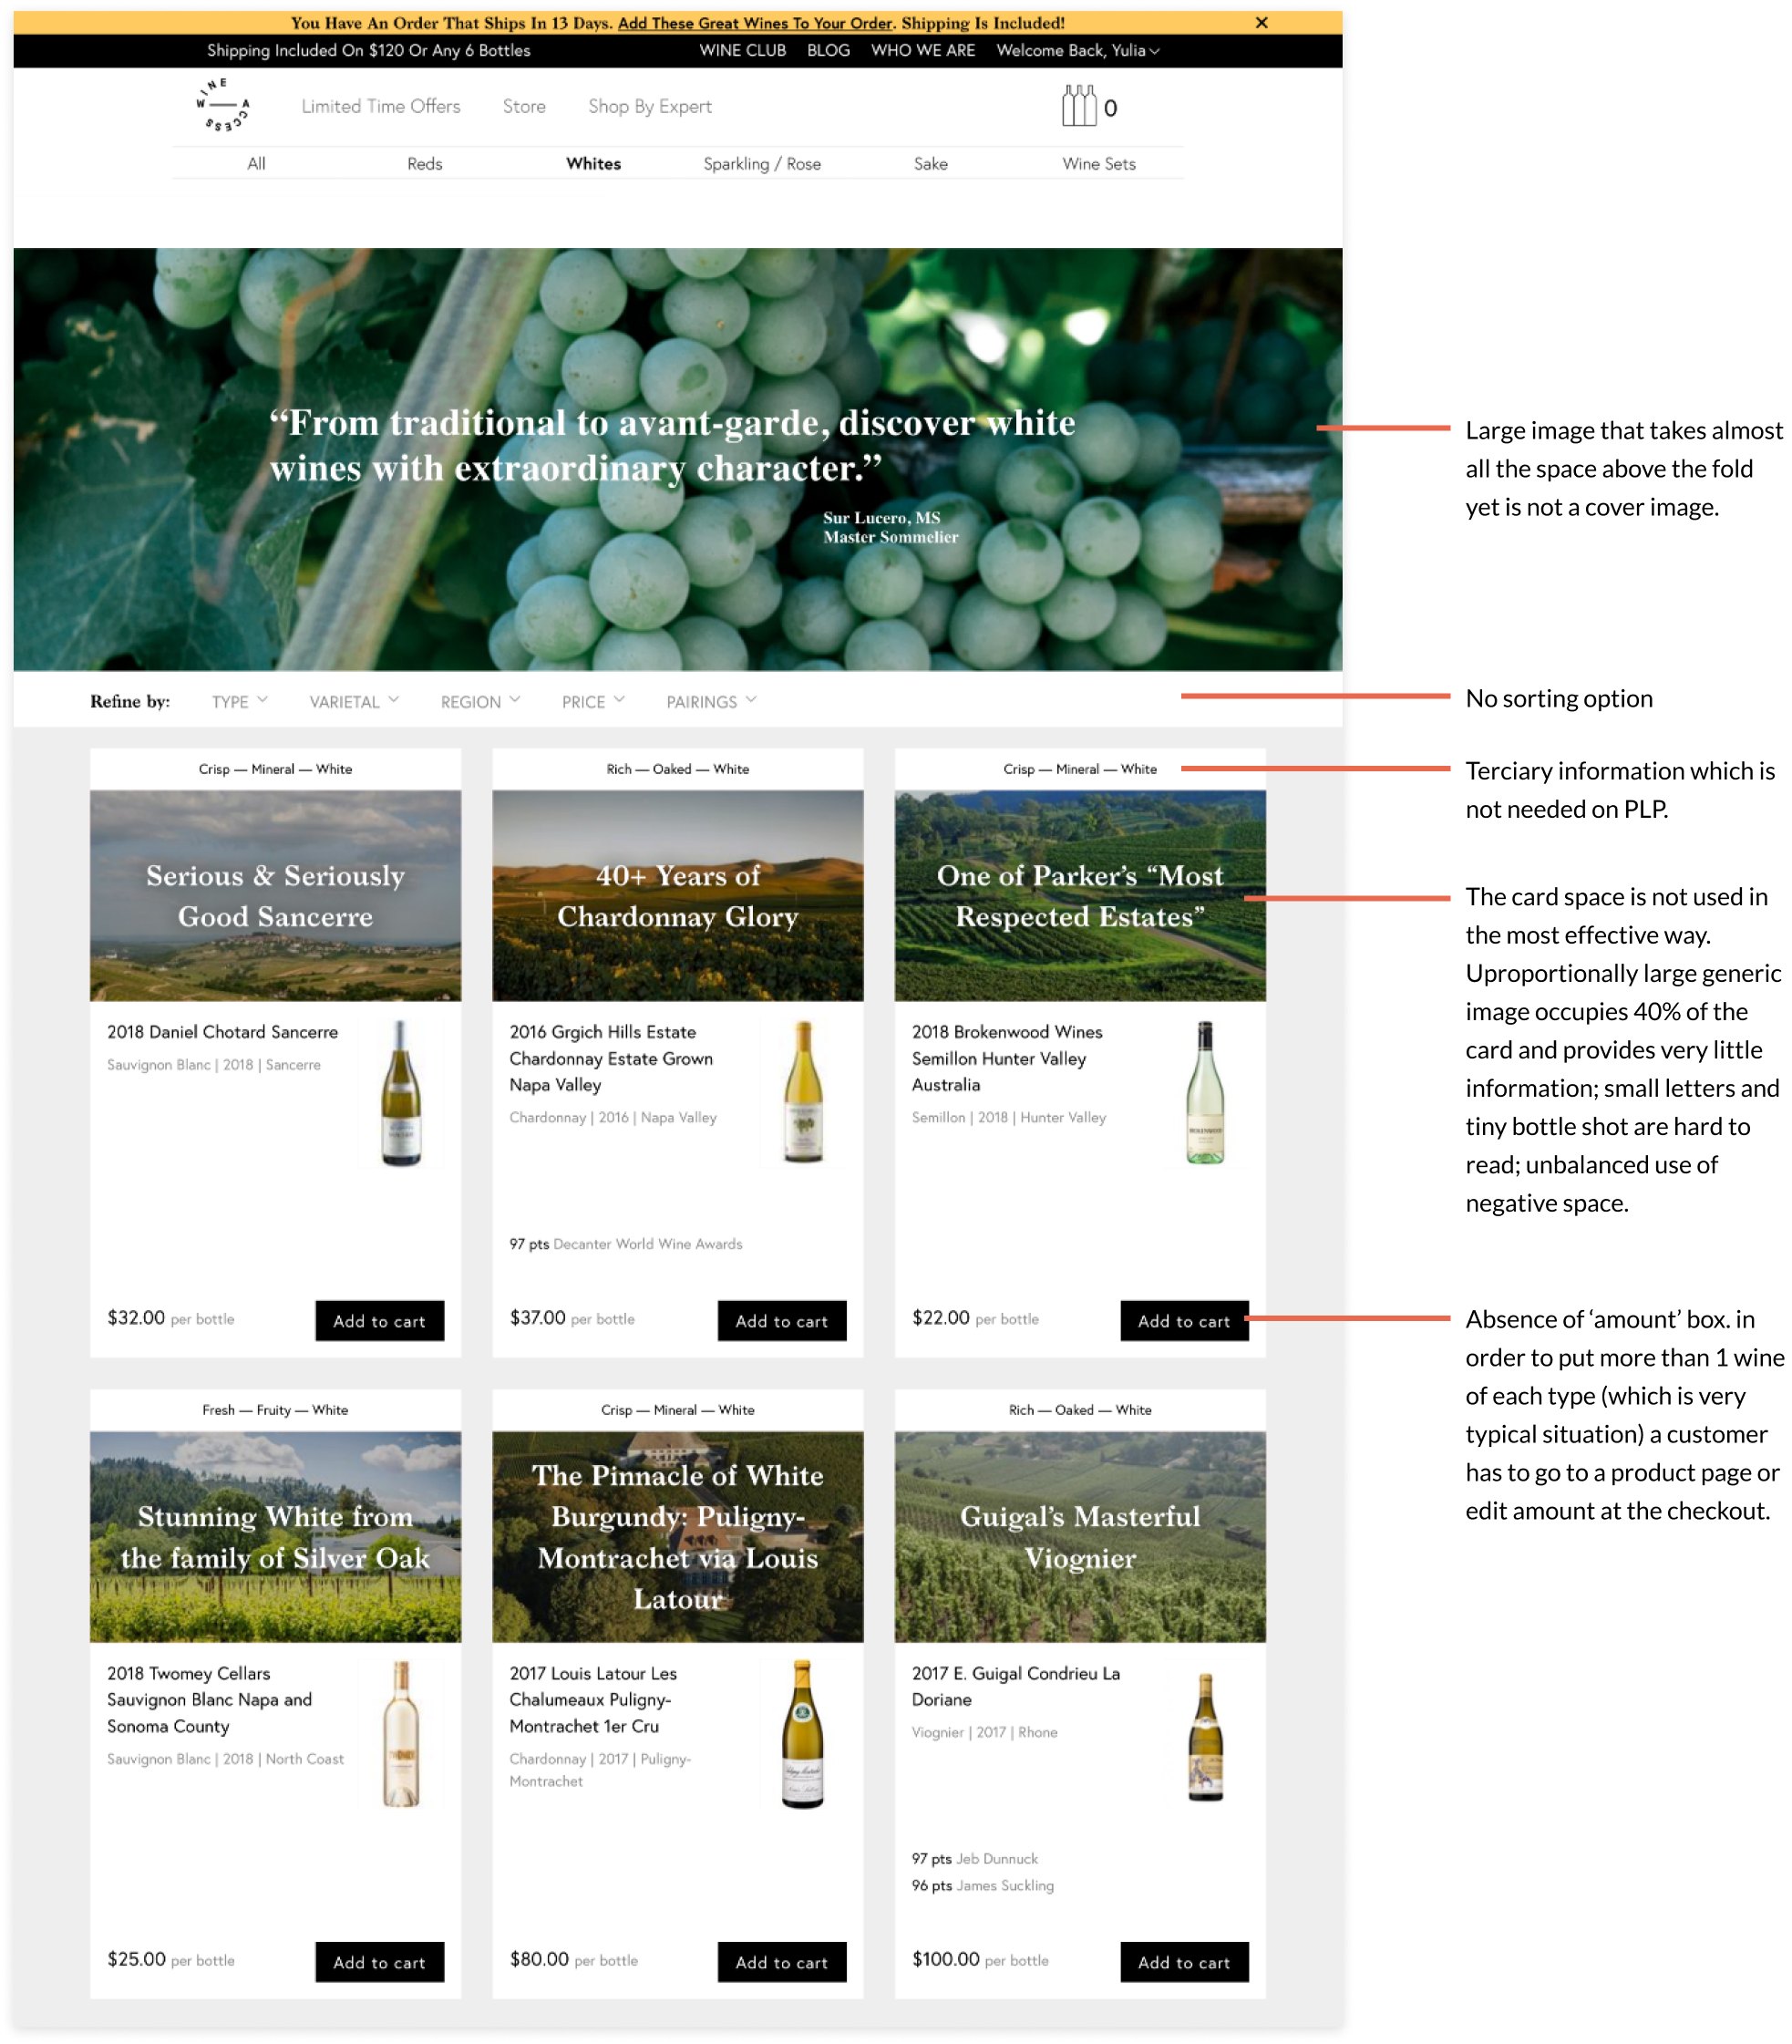 You Have An Order That Ships In 13 Days. Add These Great Wines To Your Order. Shipping Is Included! ×
Shipping Included On $120 Or Any 6 Bottles WINE CLUB BLOG WHO WE ARE Welcome Back, Yulia
WINE ACCESS
Limited Time Offers Store Shop By Expert 0
All Reds Whites Sparkling / Rose Sake Wine Sets
“From traditional to avant-garde, discover white
wines with extraordinary character.”
Sur Lucero, MS
Master Sommelier
Large image that takes almost
all the space above the fold
yet is not a cover image.
Refine by: TYPE VARIETAL REGION PRICE PAIRINGS
No sorting option
Crisp — Mineral — White
Serious & Seriously
Good Sancerre
2018 Daniel Chotard Sancerre
Sauvignon Blanc | 2018 | Sancerre
$32.00 per bottle
Add to cart
Rich — Oaked — White
40+ Years of
Chardonnay Glory
2016 Grgich Hills Estate
Chardonnay Estate Grown
Napa Valley
Chardonnay | 2016 | Napa Valley
97 pts Decanter World Wine Awards
$37.00 per bottle
Add to cart
Crisp — Mineral — White
One of Parker’s “Most
Respected Estates”
2018 Brokenwood Wines
Semillon Hunter Valley
Australia
Semillon | 2018 | Hunter Valley
BROKENWOOD
$22.00 per bottle
Add to cart
Terciary information which is
not needed on PLP.
The card space is not used in
the most effective way.
Uproportionally large generic
image occupies 40% of the
card and provides very little
information; small letters and
tiny bottle shot are hard to
read; unbalanced use of
negative space.
Absence of ‘amount’ box. in
order to put more than 1 wine
of each type (which is very
typical situation) a customer
has to go to a product page or
edit amount at the checkout.
Fresh — Fruity — White
Stunning White from
the family of Silver Oak
2018 Twomey Cellars
Sauvignon Blanc Napa and
Sonoma County
Sauvignon Blanc | 2018 | North Coast
TWOMEY
$25.00 per bottle
Add to cart
Crisp — Mineral — White
The Pinnacle of White
Burgundy: Puligny-
Montrachet via Louis
Latour
2017 Louis Latour Les
Chalumeaux Puligny-
Montrachet 1er Cru
Chardonnay | 2017 | Puligny-
Montrachet
$80.00 per bottle
Add to cart
Rich — Oaked — White
Guigal’s Masterful
Viognier
2017 E. Guigal Condrieu La
Doriane
Viognier | 2017 | Rhone
97 pts Jeb Dunnuck
96 pts James Suckling
$100.00 per bottle
Add to cart